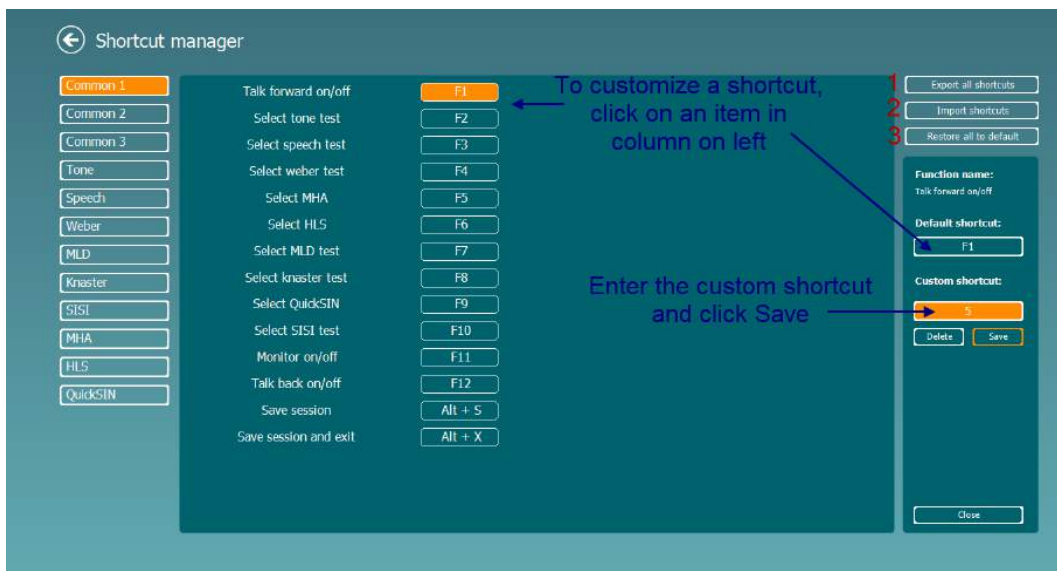 Shortcut manager
Common 1
Common 2
Common 3
Tone
Speech
Weber
MLD
Knaster
SISI
MHA
HLS
QuickSIN
Talk forward on/off F1
Select tone test F2
Select speech test F3
Select weber test F4
Select MHA F5
Select HLS F6
Select MLD test F7
Select knaster test F8
Select QuickSIN F9
Select SISI test F10
Monitor on/off F11
Talk back on/off F12
Save session Alt + S
Save session and exit Alt + X
To customize a shortcut,
click on an item in
column on left
Enter the custom shortcut
and click Save
1 Export all shortcuts
2 Import shortcuts
3 Restore all to default
Function name:
Talk forward on/off
Default shortcut:
F1
Custom shortcut:
5
Delete Save
Close